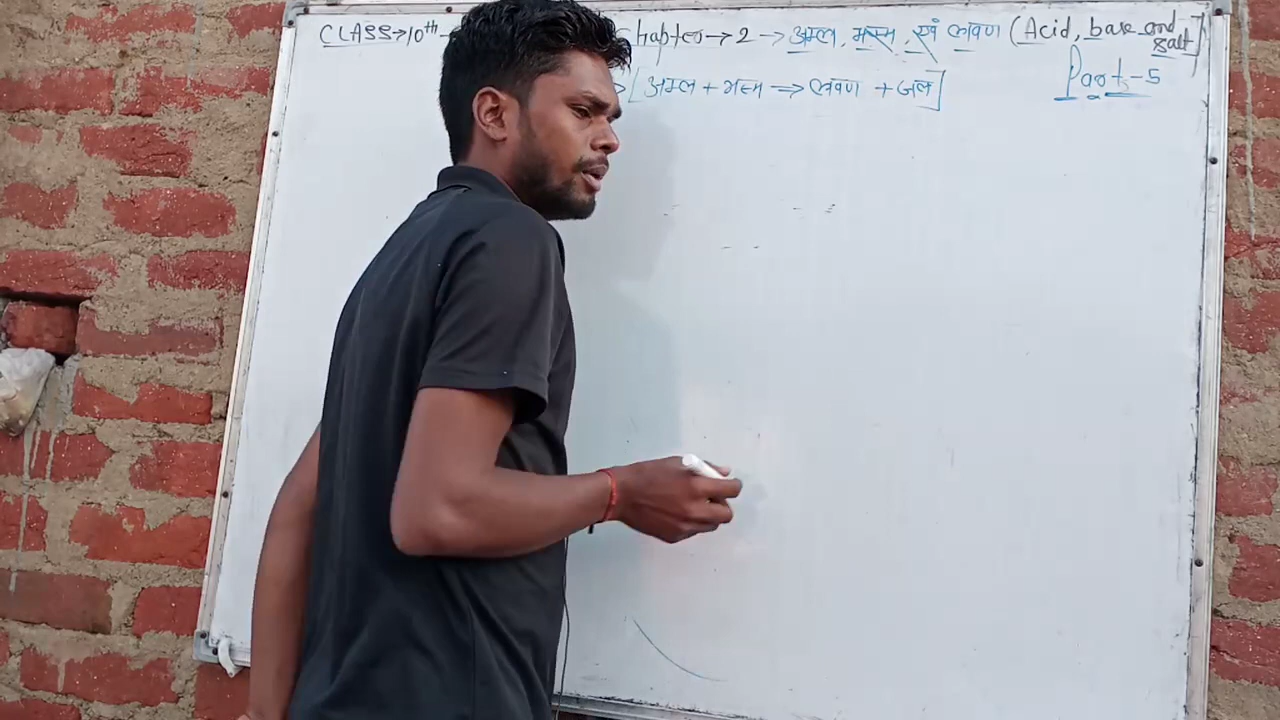 CLASS→10th- Chapter→2→अम्ल, भस्म, एवं लवण (Acid, base and salt]
[अम्ल + भस्म ⇒ लवण + जल]
Part-5